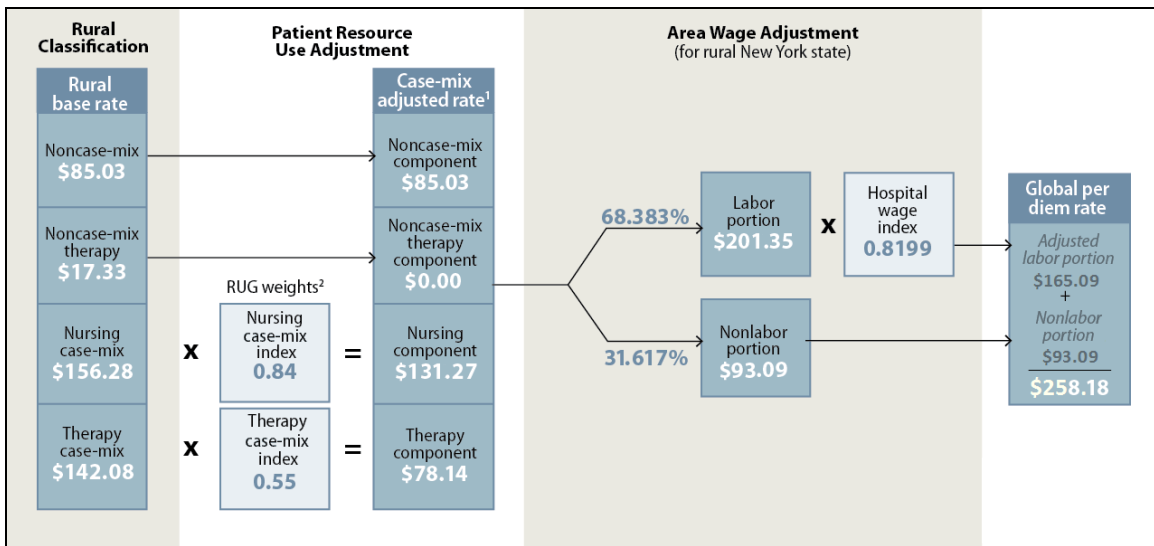 Rural
Classification
Patient Resource
Use Adjustment
Area Wage Adjustment
(for rural New York state)
Rural
base rate
Noncase-mix
$85.03
Noncase-mix
therapy
$17.33
Nursing
case-mix
$156.28
Therapy
case-mix
$142.08
RUG weights²
x
Nursing
case-mix
index
0.84
=
x
Therapy
case-mix
index
0.55
=
Case-mix
adjusted rate¹
Noncase-mix
component
$85.03
Noncase-mix
therapy
component
$0.00
Nursing
component
$131.27
Therapy
component
$78.14
68.383%
Labor
portion
$201.35
x
Hospital
wage
index
0.8199
31.617%
Nonlabor
portion
$93.09
Global per
diem rate
Adjusted
labor portion
$165.09
+
Nonlabor
portion
$93.09
$258.18